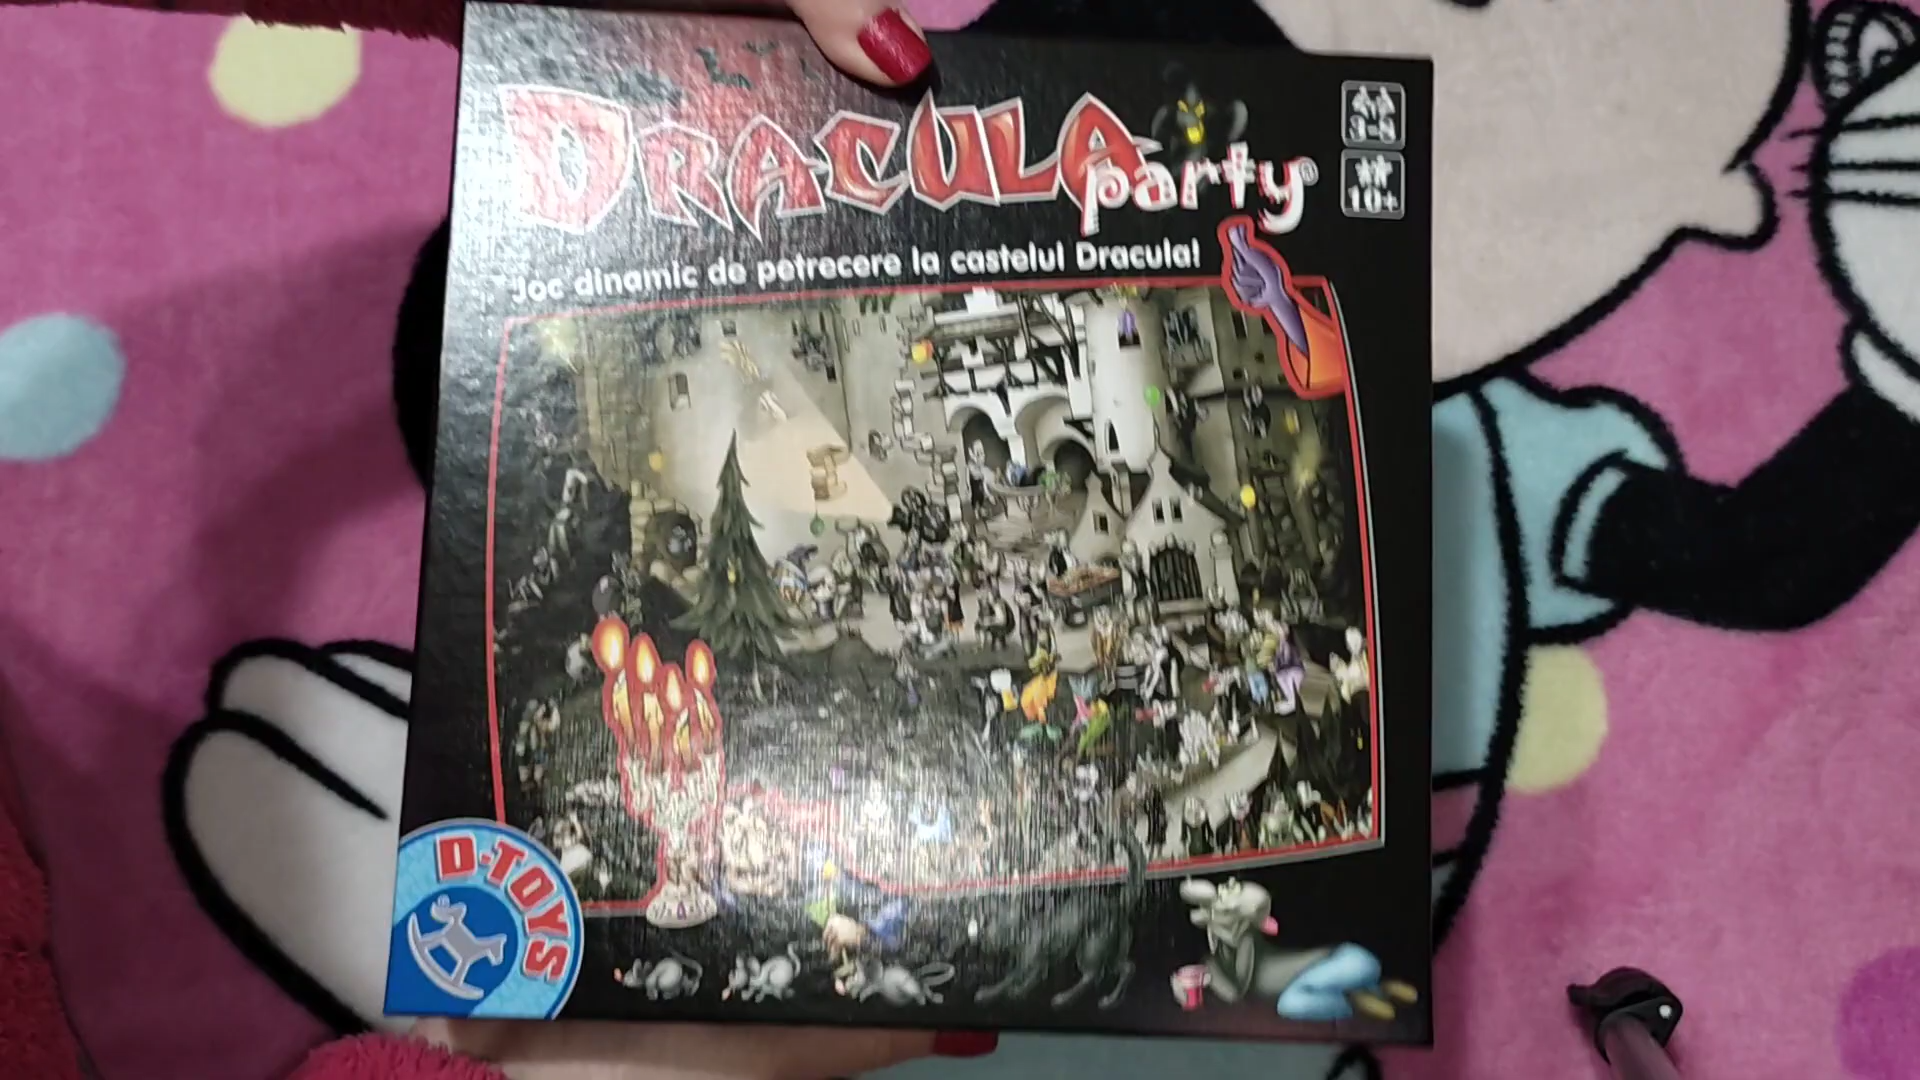 DRACULA
party®
3-8
10+
Joc dinamic de petrecere la castelul Dracula!
D-TOYS